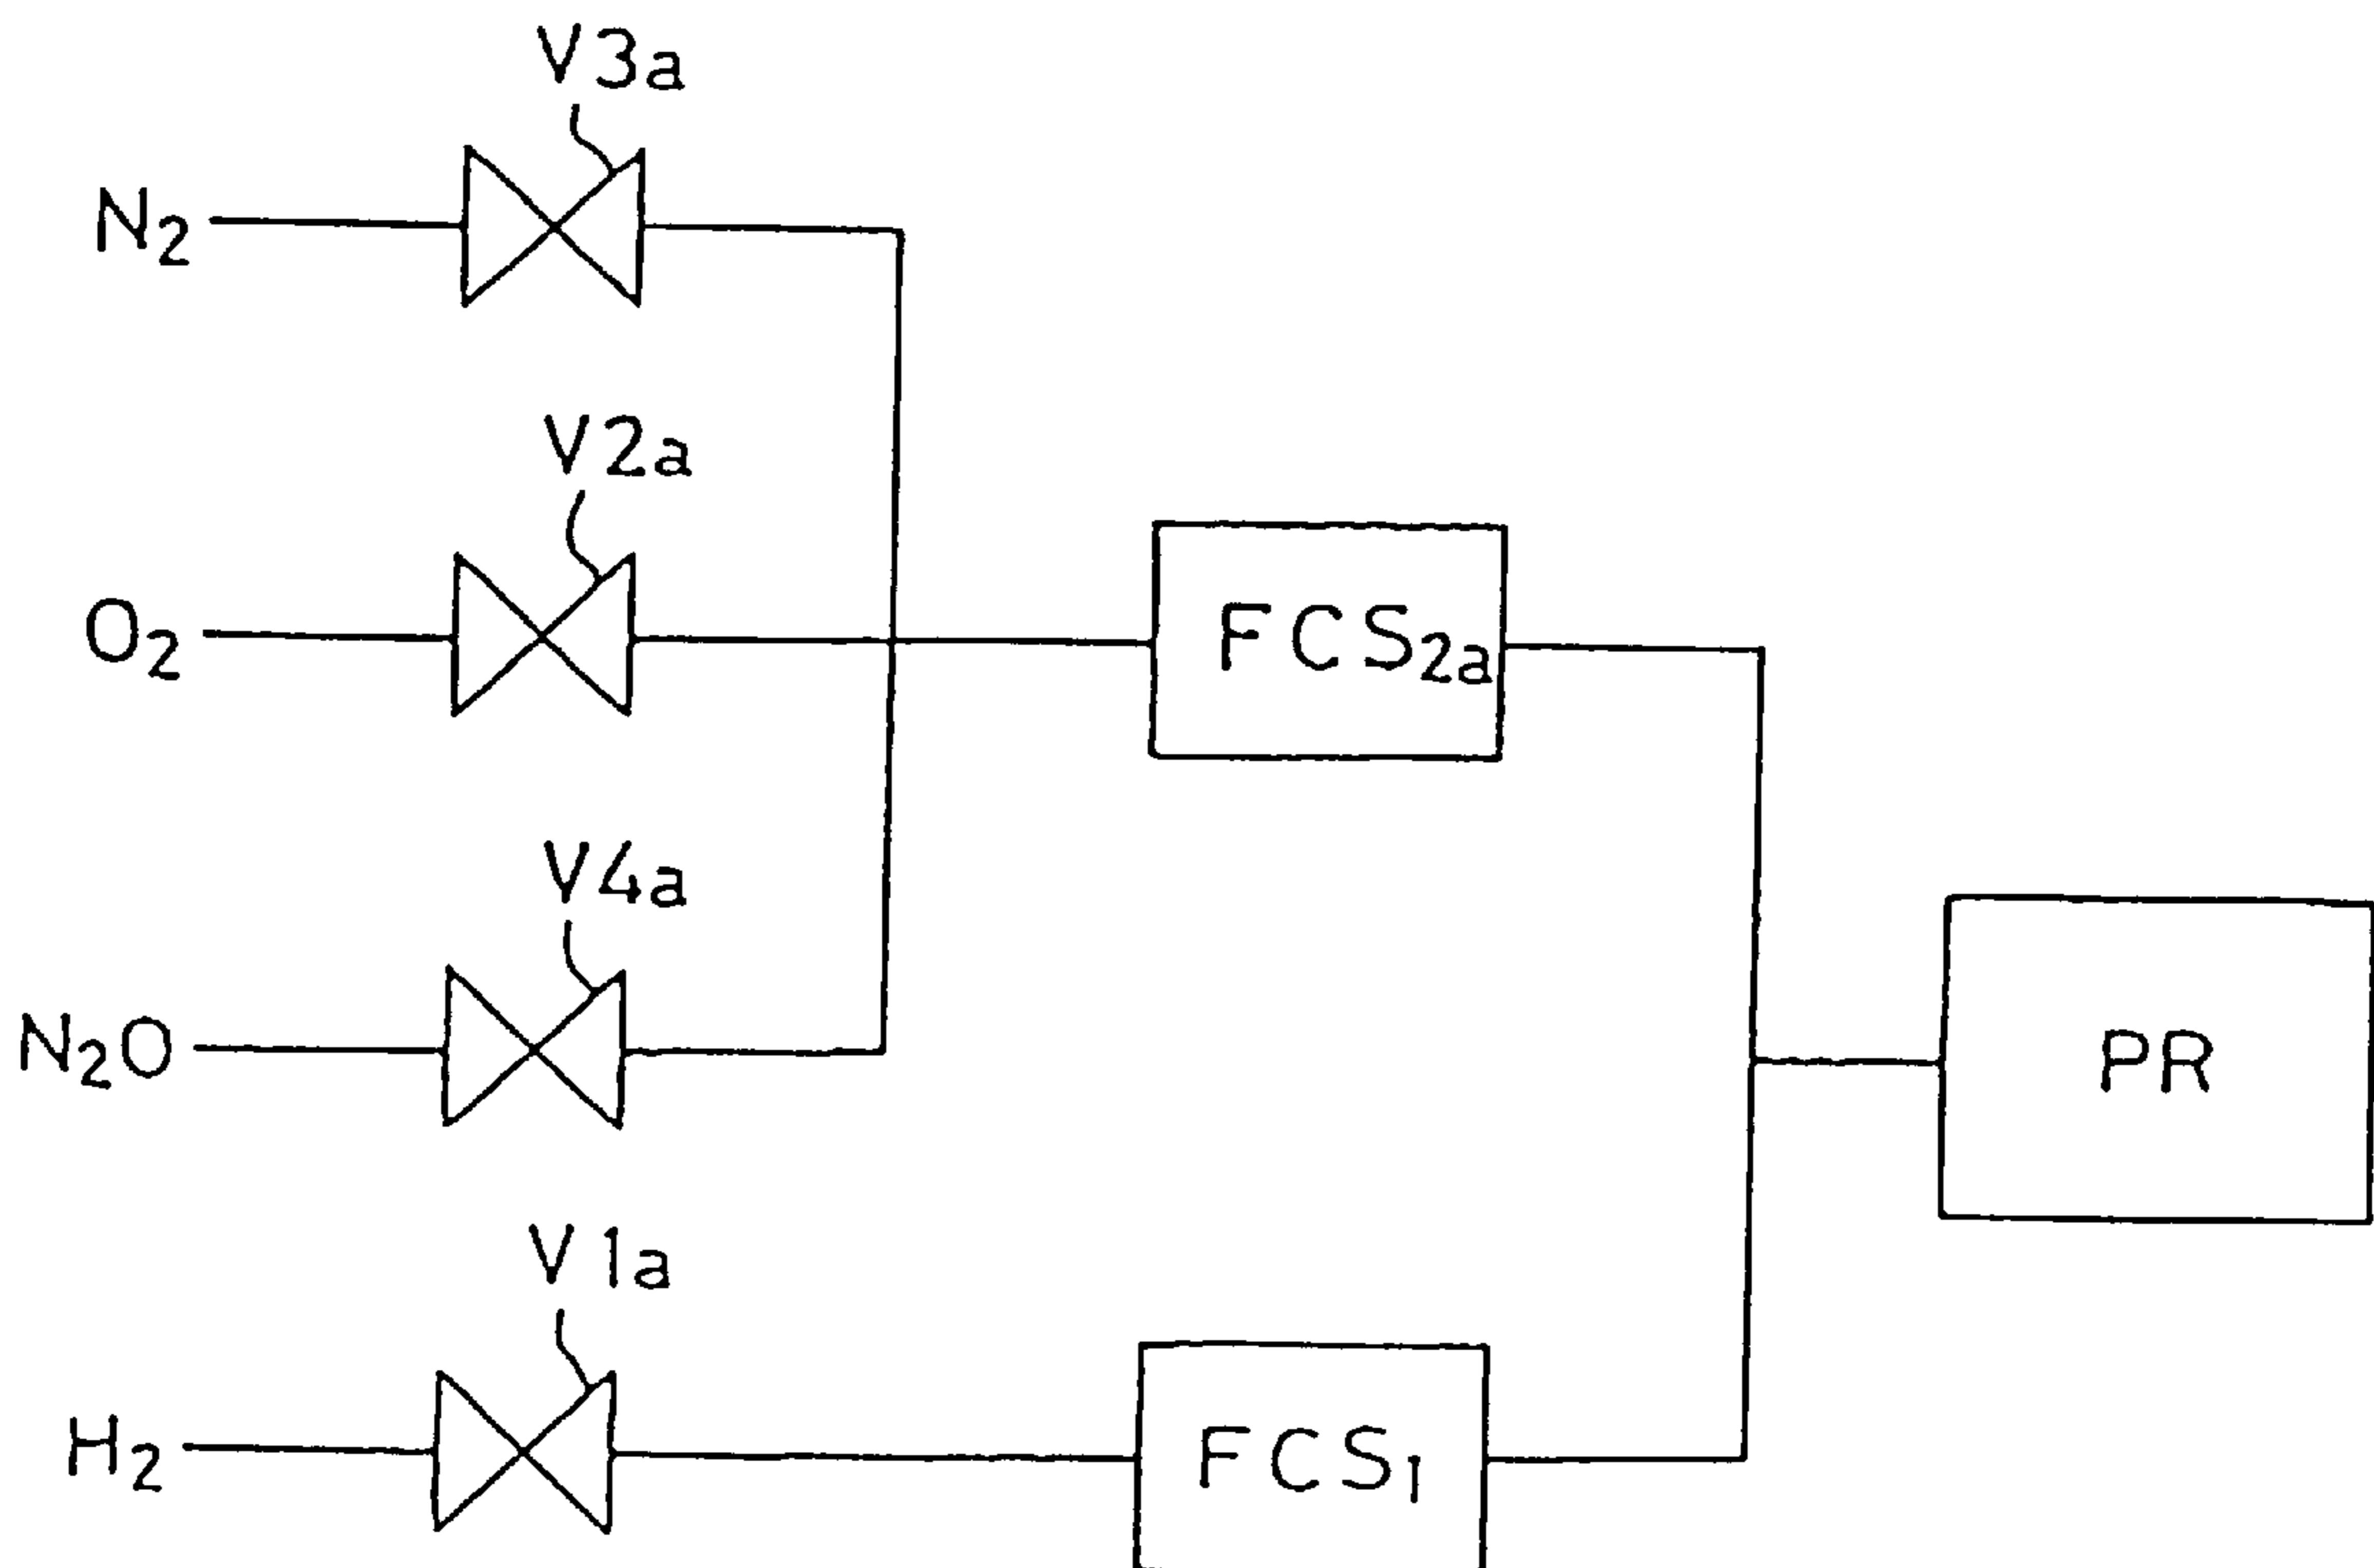 V3a
N₂
V2a
O₂
FCS₂ₐ
V4a
N₂O
PR
V1a
H₂
FCS₁